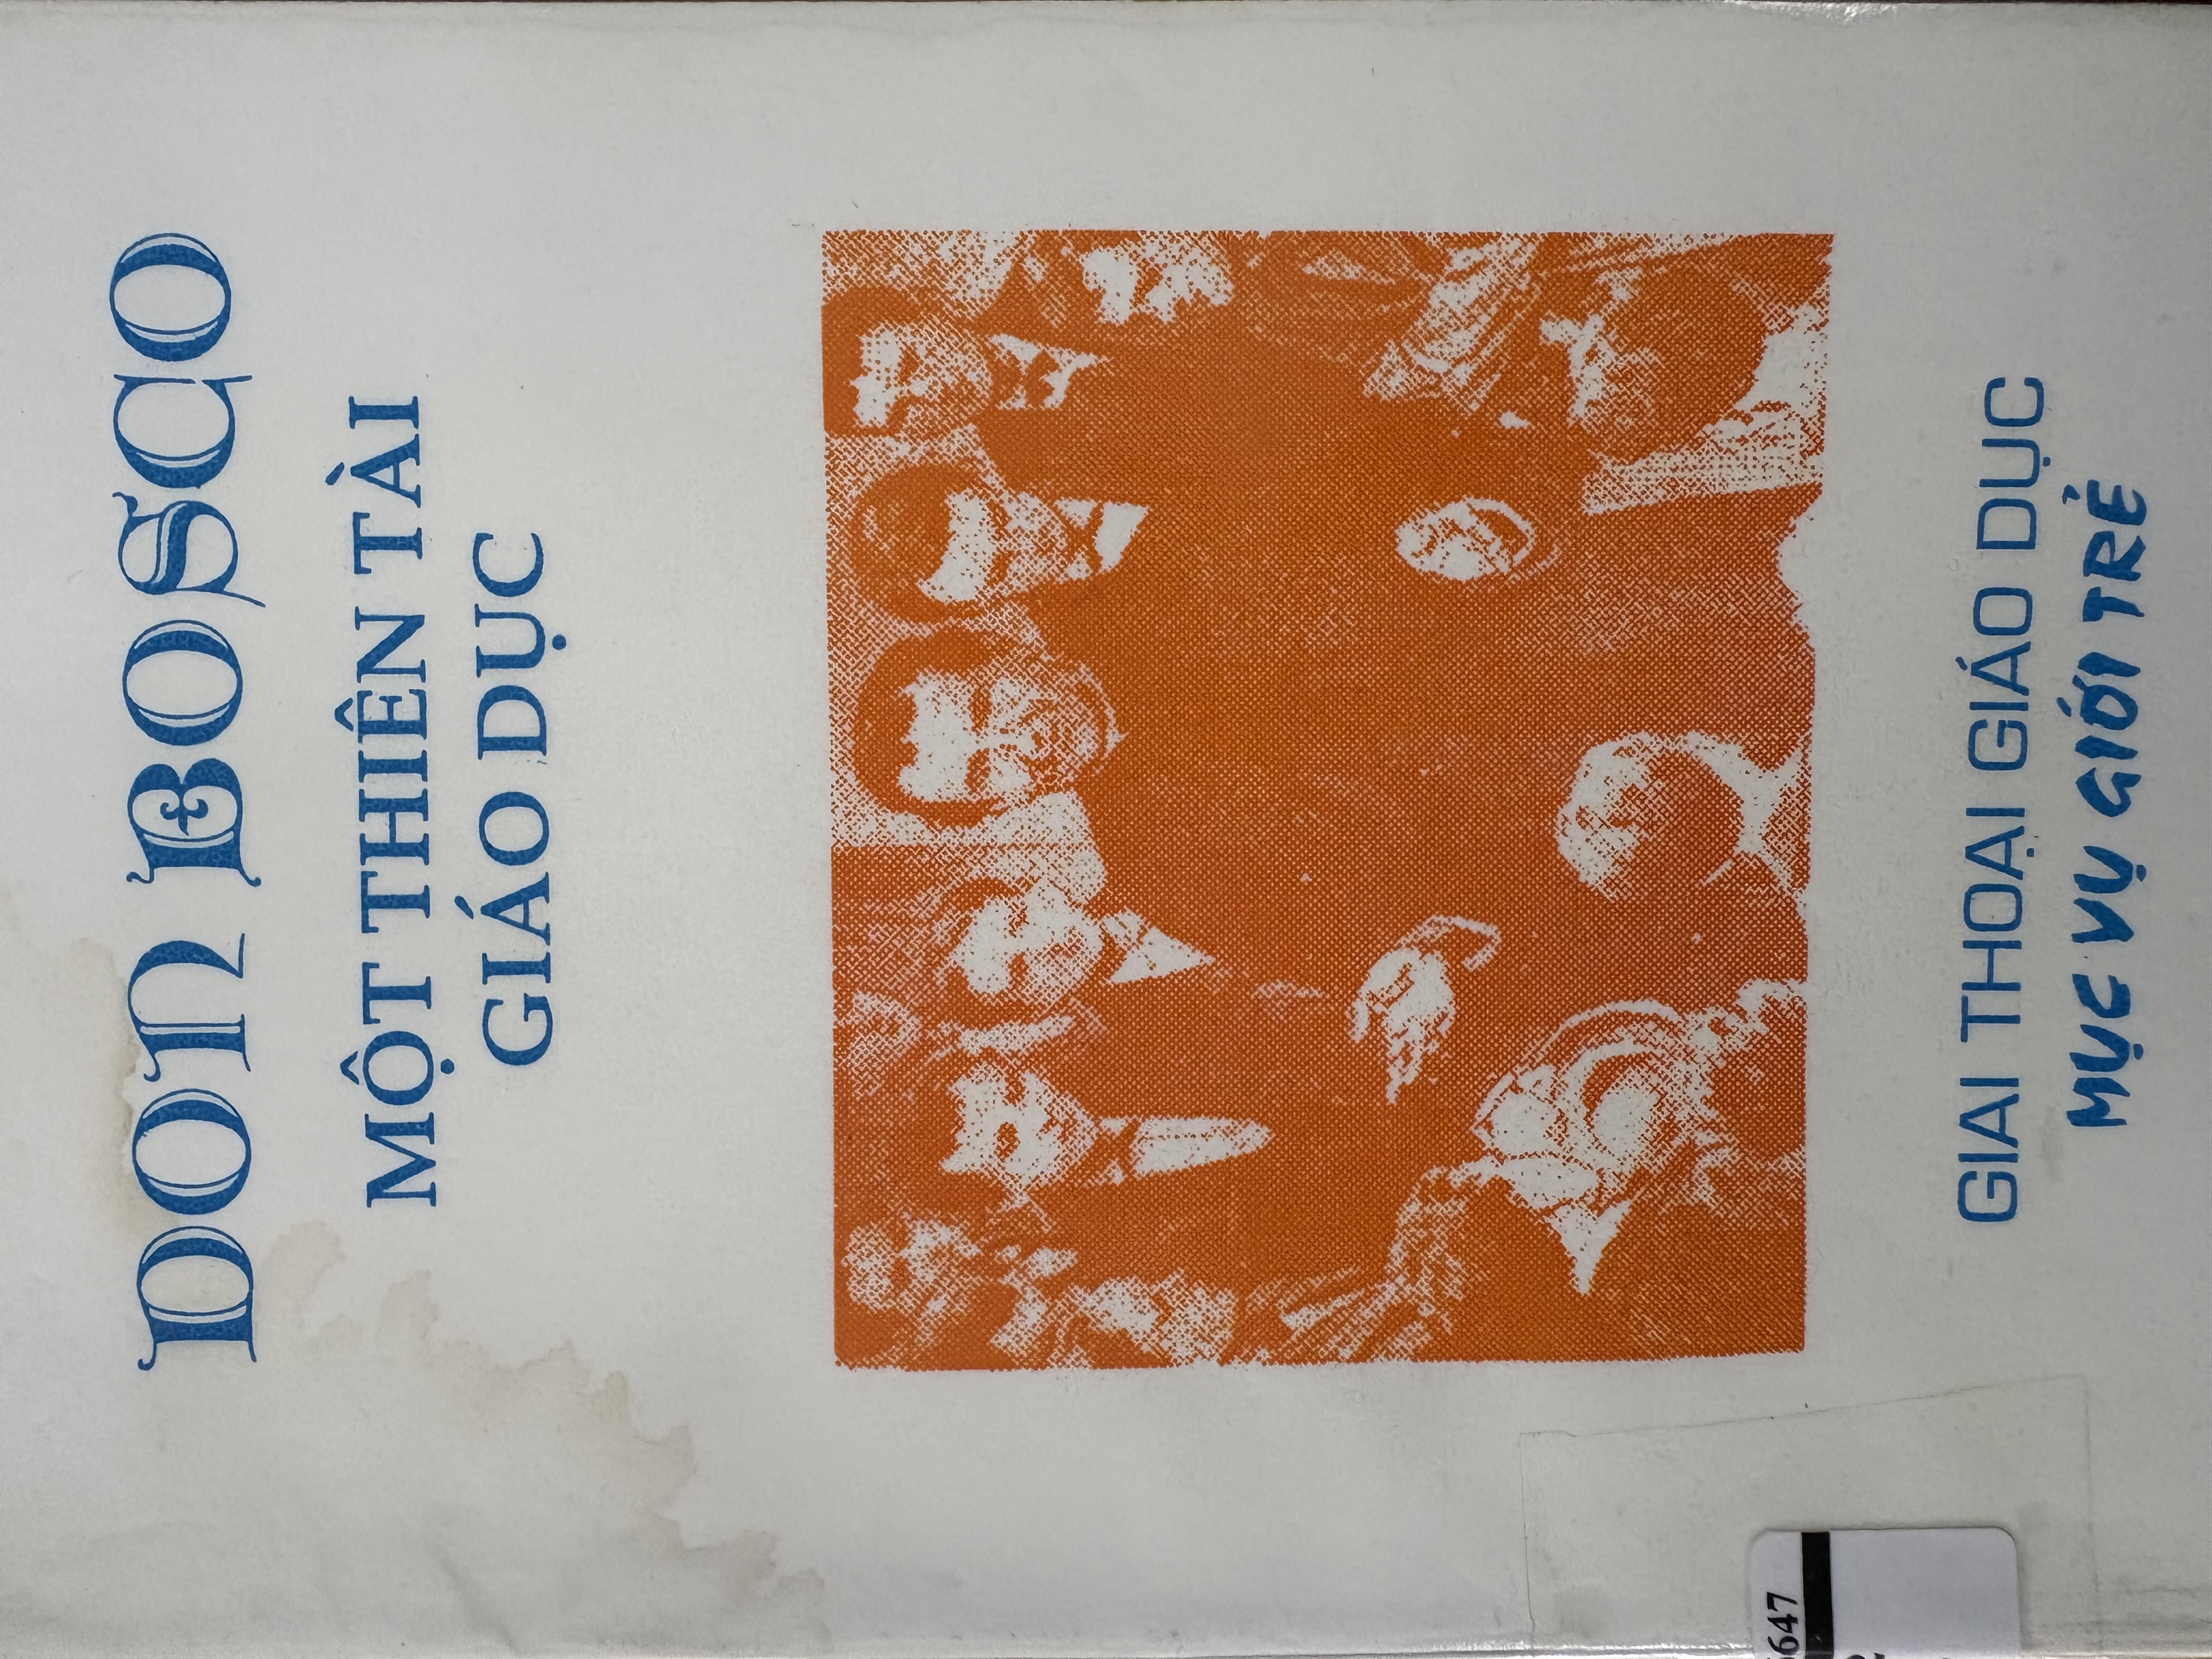 DON BOSCO
MỘT THIÊN TÀI
GIÁO DỤC
GIAI THOẠI GIÁO DỤC
MỤC VỤ GIỚI TRẺ
647